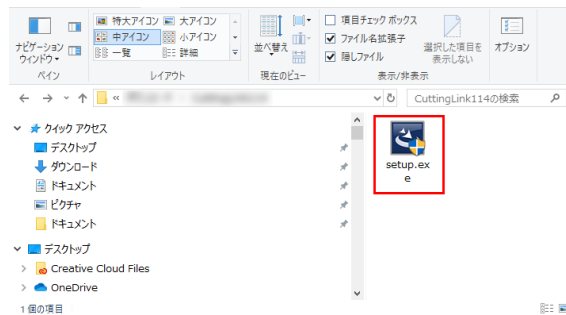 特大アイコン 大アイコン
中アイコン 小アイコン
一覧 詳細
ナビゲーション
ウィンドウ
並べ替え
項目チェック ボックス
ファイル名拡張子
隠しファイル
選択した項目を
表示しない
オプション
ペイン
レイアウト
現在のビュー
表示/非表示
«
CuttingLink114の検索
クイック アクセス
デスクトップ
ダウンロード
ドキュメント
ピクチャ
ドキュメント
デスクトップ
Creative Cloud Files
OneDrive
setup.ex
e
1 個の項目